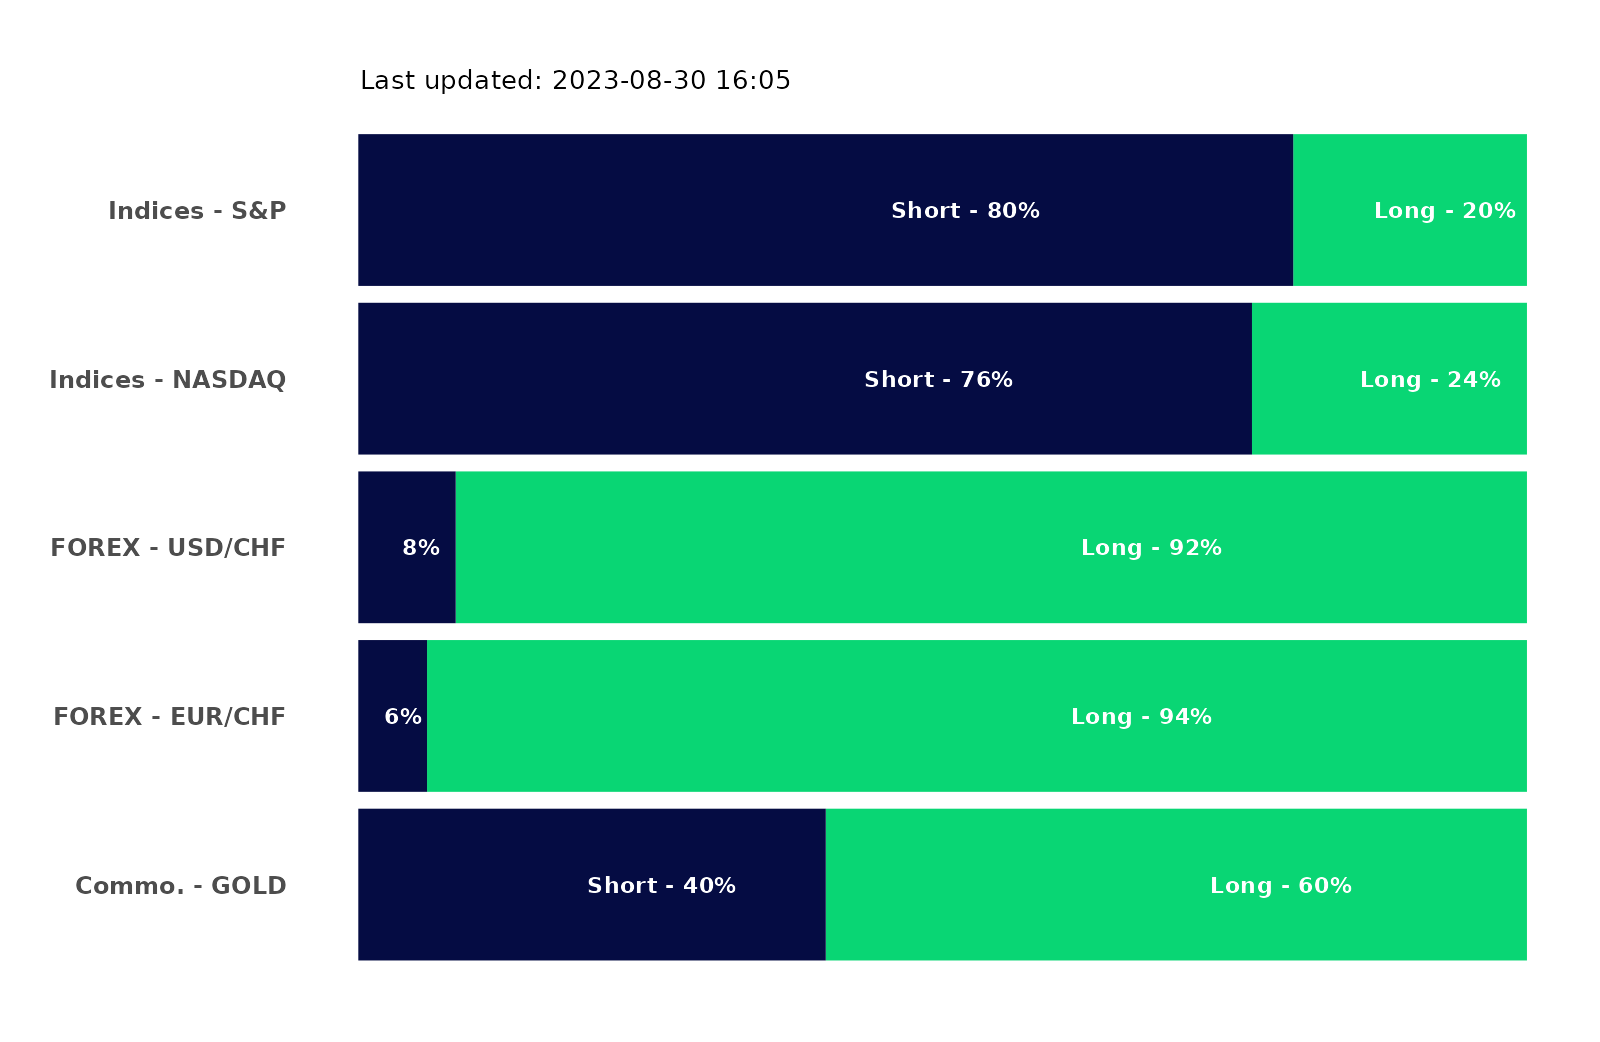 Last updated: 2023-08-30 16:05
Indices - S&P Short - 80% Long - 20%
Indices - NASDAQ Short - 76% Long - 24%
FOREX - USD/CHF 8% Long - 92%
FOREX - EUR/CHF 6% Long - 94%
Commo. - GOLD Short - 40% Long - 60%